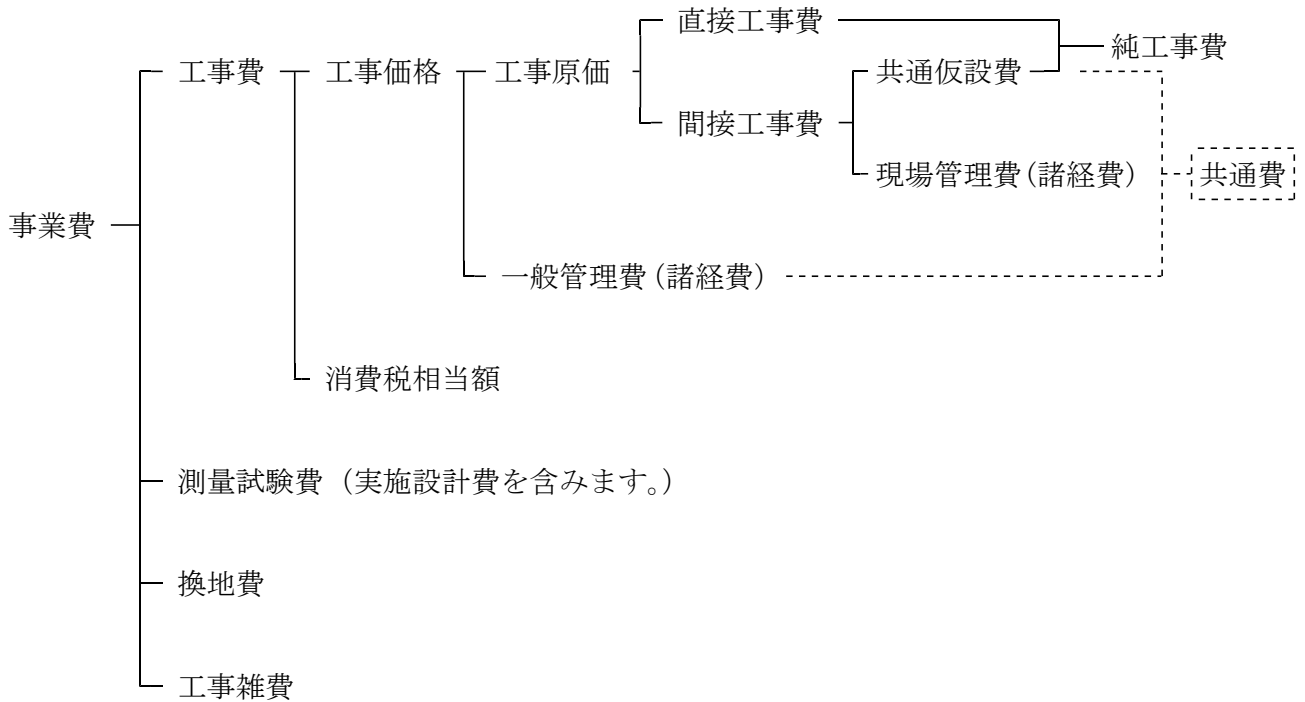 直接工事費
純工事費
工事費
工事価格
工事原価
共通仮設費
間接工事費
現場管理費(諸経費)
共通費
事業費
一般管理費(諸経費)
消費税相当額
測量試験費(実施設計費を含みます。)
換地費
工事雑費